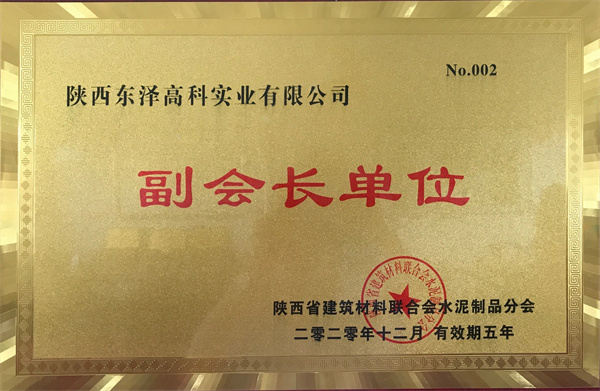 No.002
陕西东泽高科实业有限公司
副会长单位
陕西省建筑材料联合会水泥制品分会
二零二零年十二月 有效期五年